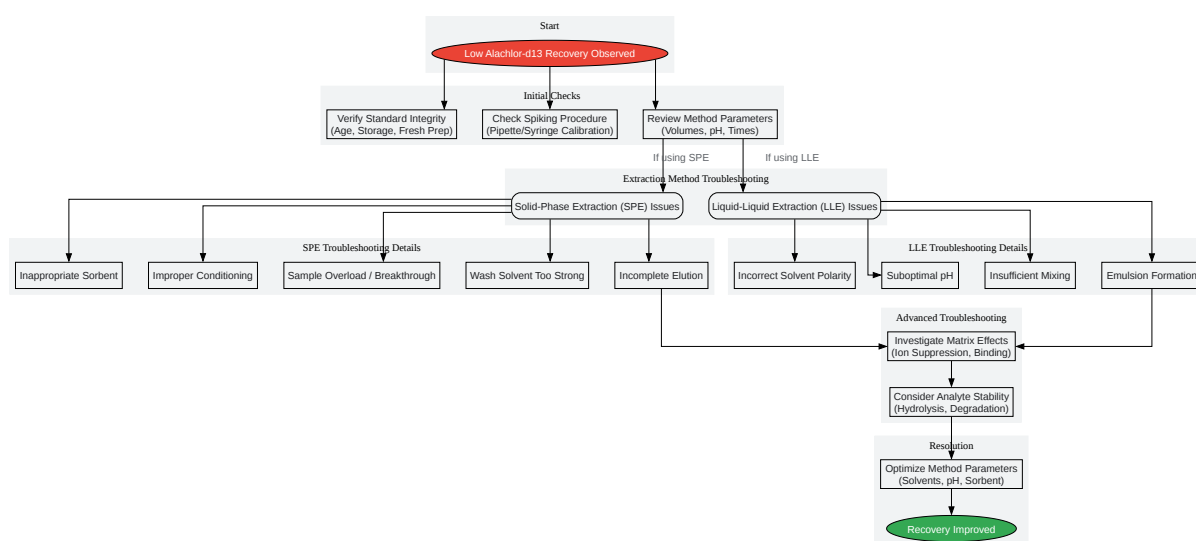 Start
Low Alachlor-d13 Recovery Observed
Initial Checks
Verify Standard Integrity
(Age, Storage, Fresh Prep)
Check Spiking Procedure
(Pipette/Syringe Calibration)
Review Method Parameters
(Volumes, pH, Times)
If using SPE
If using LLE
Extraction Method Troubleshooting
Solid-Phase Extraction (SPE) Issues
Liquid-Liquid Extraction (LLE) Issues
SPE Troubleshooting Details
Inappropriate Sorbent
Improper Conditioning
Sample Overload / Breakthrough
Wash Solvent Too Strong
Incomplete Elution
LLE Troubleshooting Details
Incorrect Solvent Polarity
Suboptimal pH
Insufficient Mixing
Emulsion Formation
Advanced Troubleshooting
Investigate Matrix Effects
(Ion Suppression, Binding)
Consider Analyte Stability
(Hydrolysis, Degradation)
Resolution
Optimize Method Parameters
(Solvents, pH, Sorbent)
Recovery Improved